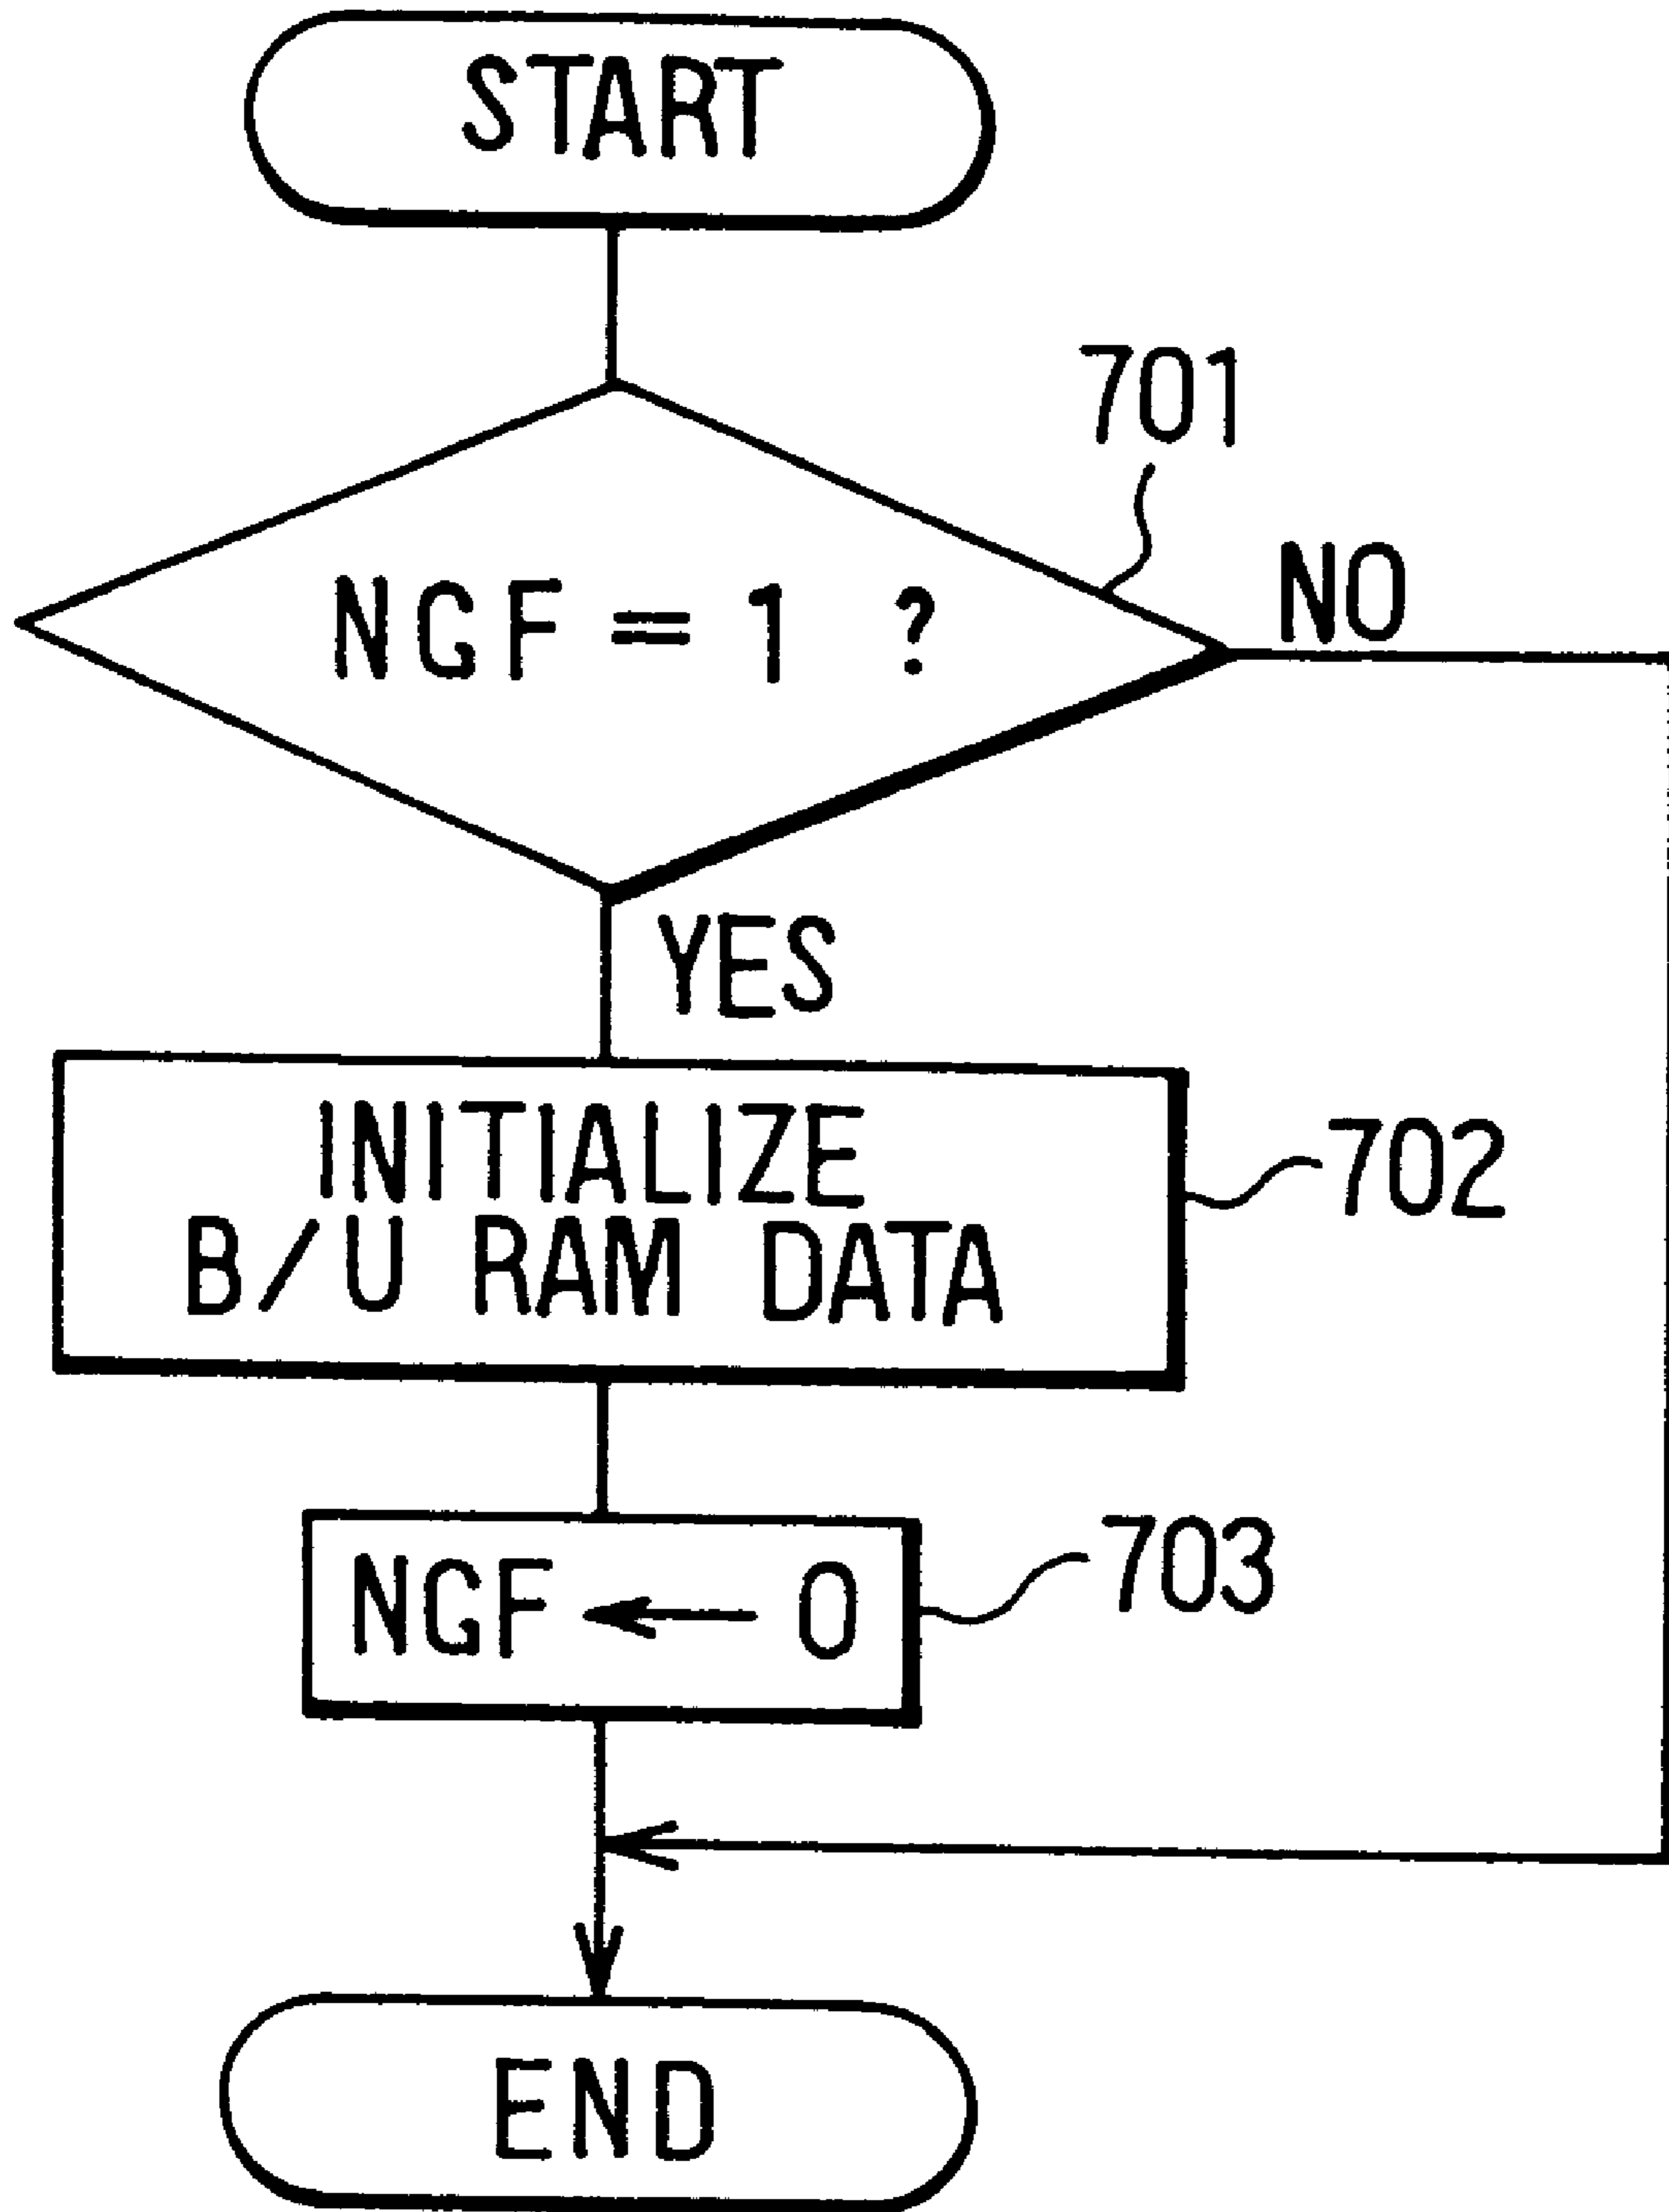 START
701
NGF = 1 ?
NO
YES
INITIALIZE
B/U RAM DATA
702
NGF ← 0
703
END